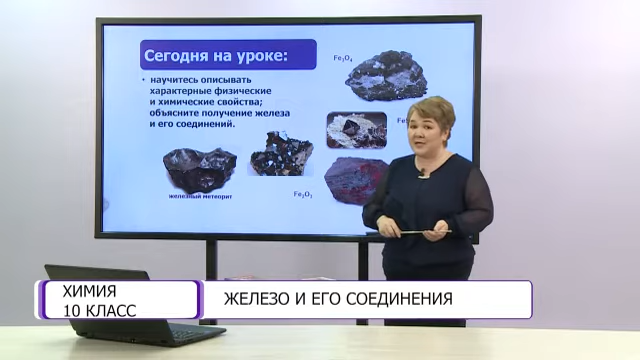 Сегодня на уроке:
• научитесь описывать
характерные физические
и химические свойства;
объясните получение железа
и его соединений.
Fe₃O₄
Fe
железный метеорит
Fe₂O₃
ХИМИЯ
10 КЛАСС
ЖЕЛЕЗО И ЕГО СОЕДИНЕНИЯ